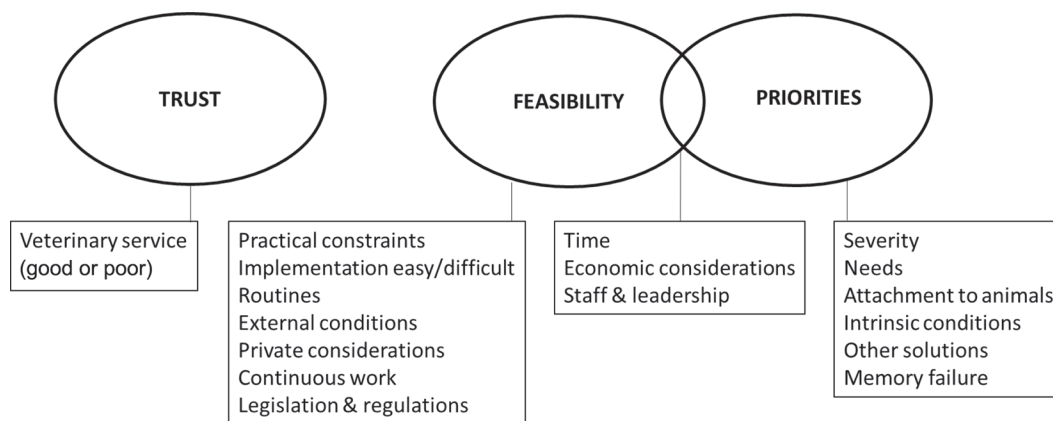 TRUST
FEASIBILITY
PRIORITIES
Veterinary service
(good or poor)
Practical constraints
Implementation easy/difficult
Routines
External conditions
Private considerations
Continuous work
Legislation & regulations
Time
Economic considerations
Staff & leadership
Severity
Needs
Attachment to animals
Intrinsic conditions
Other solutions
Memory failure